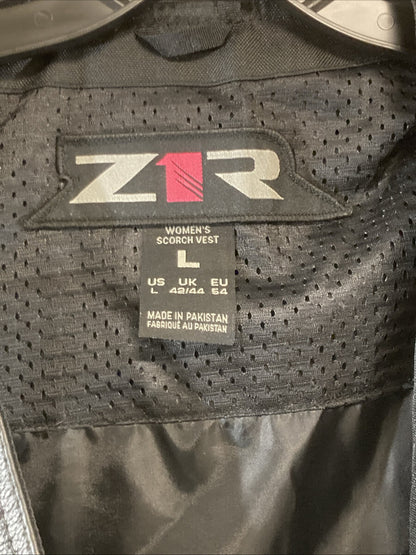 Z1R
WOMEN'S
SCORCH VEST
L
US UK EU
L 42/44 54
MADE IN PAKISTAN
FABRIQUÉ AU PAKISTAN